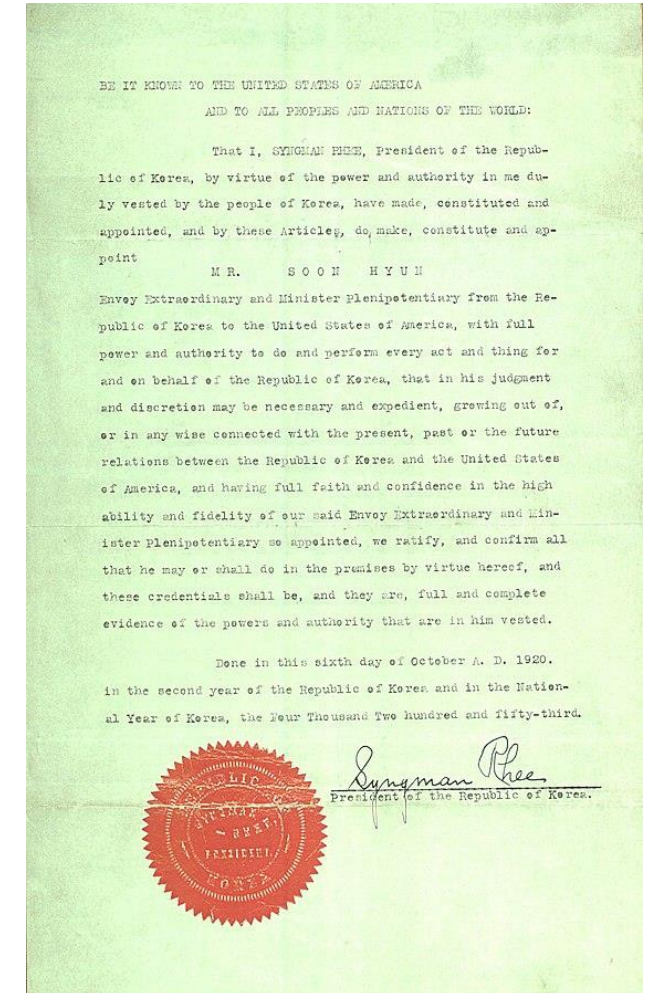 BE IT KNOWN TO THE UNITED STATES OF AMERICA
AND TO ALL PEOPLES AND NATIONS OF THE WORLD:
That I, SYNGMAN RHEE, President of the Repub-
lic of Korea, by virtue of the power and authority in me du-
ly vested by the people of Korea, have made, constituted and
appointed, and by these Articles, do, make, constitute and ap-
point
MR. SOON HYUN
Envoy Extraordinary and Minister Plenipotentiary from the Re-
public of Korea to the United States of America, with full
power and authority to do and perform every act and thing for
and on behalf of the Republic of Korea, that in his judgment
and discretion may be necessary and expedient, growing out of,
or in any wise connected with the present, past or the future
relations between the Republic of Korea and the United States
of America, and having full faith and confidence in the high
ability and fidelity of our said Envoy Extraordinary and Min-
ister Plenipotentiary so appointed, we ratify, and confirm all
that he may or shall do in the premises by virtue hereof, and
these credentials shall be, and they are, full and complete
evidence of the powers and authority that are in him vested.
Done in this sixth day of October A. D. 1920.
in the second year of the Republic of Korea and in the Nation-
al Year of Korea, the Four Thousand Two hundred and fifty-third.
Syngman Rhee
President of the Republic of Korea.
REPUBLIC OF
SYNGMAN
RHEE,
PRESIDENT
KOREA